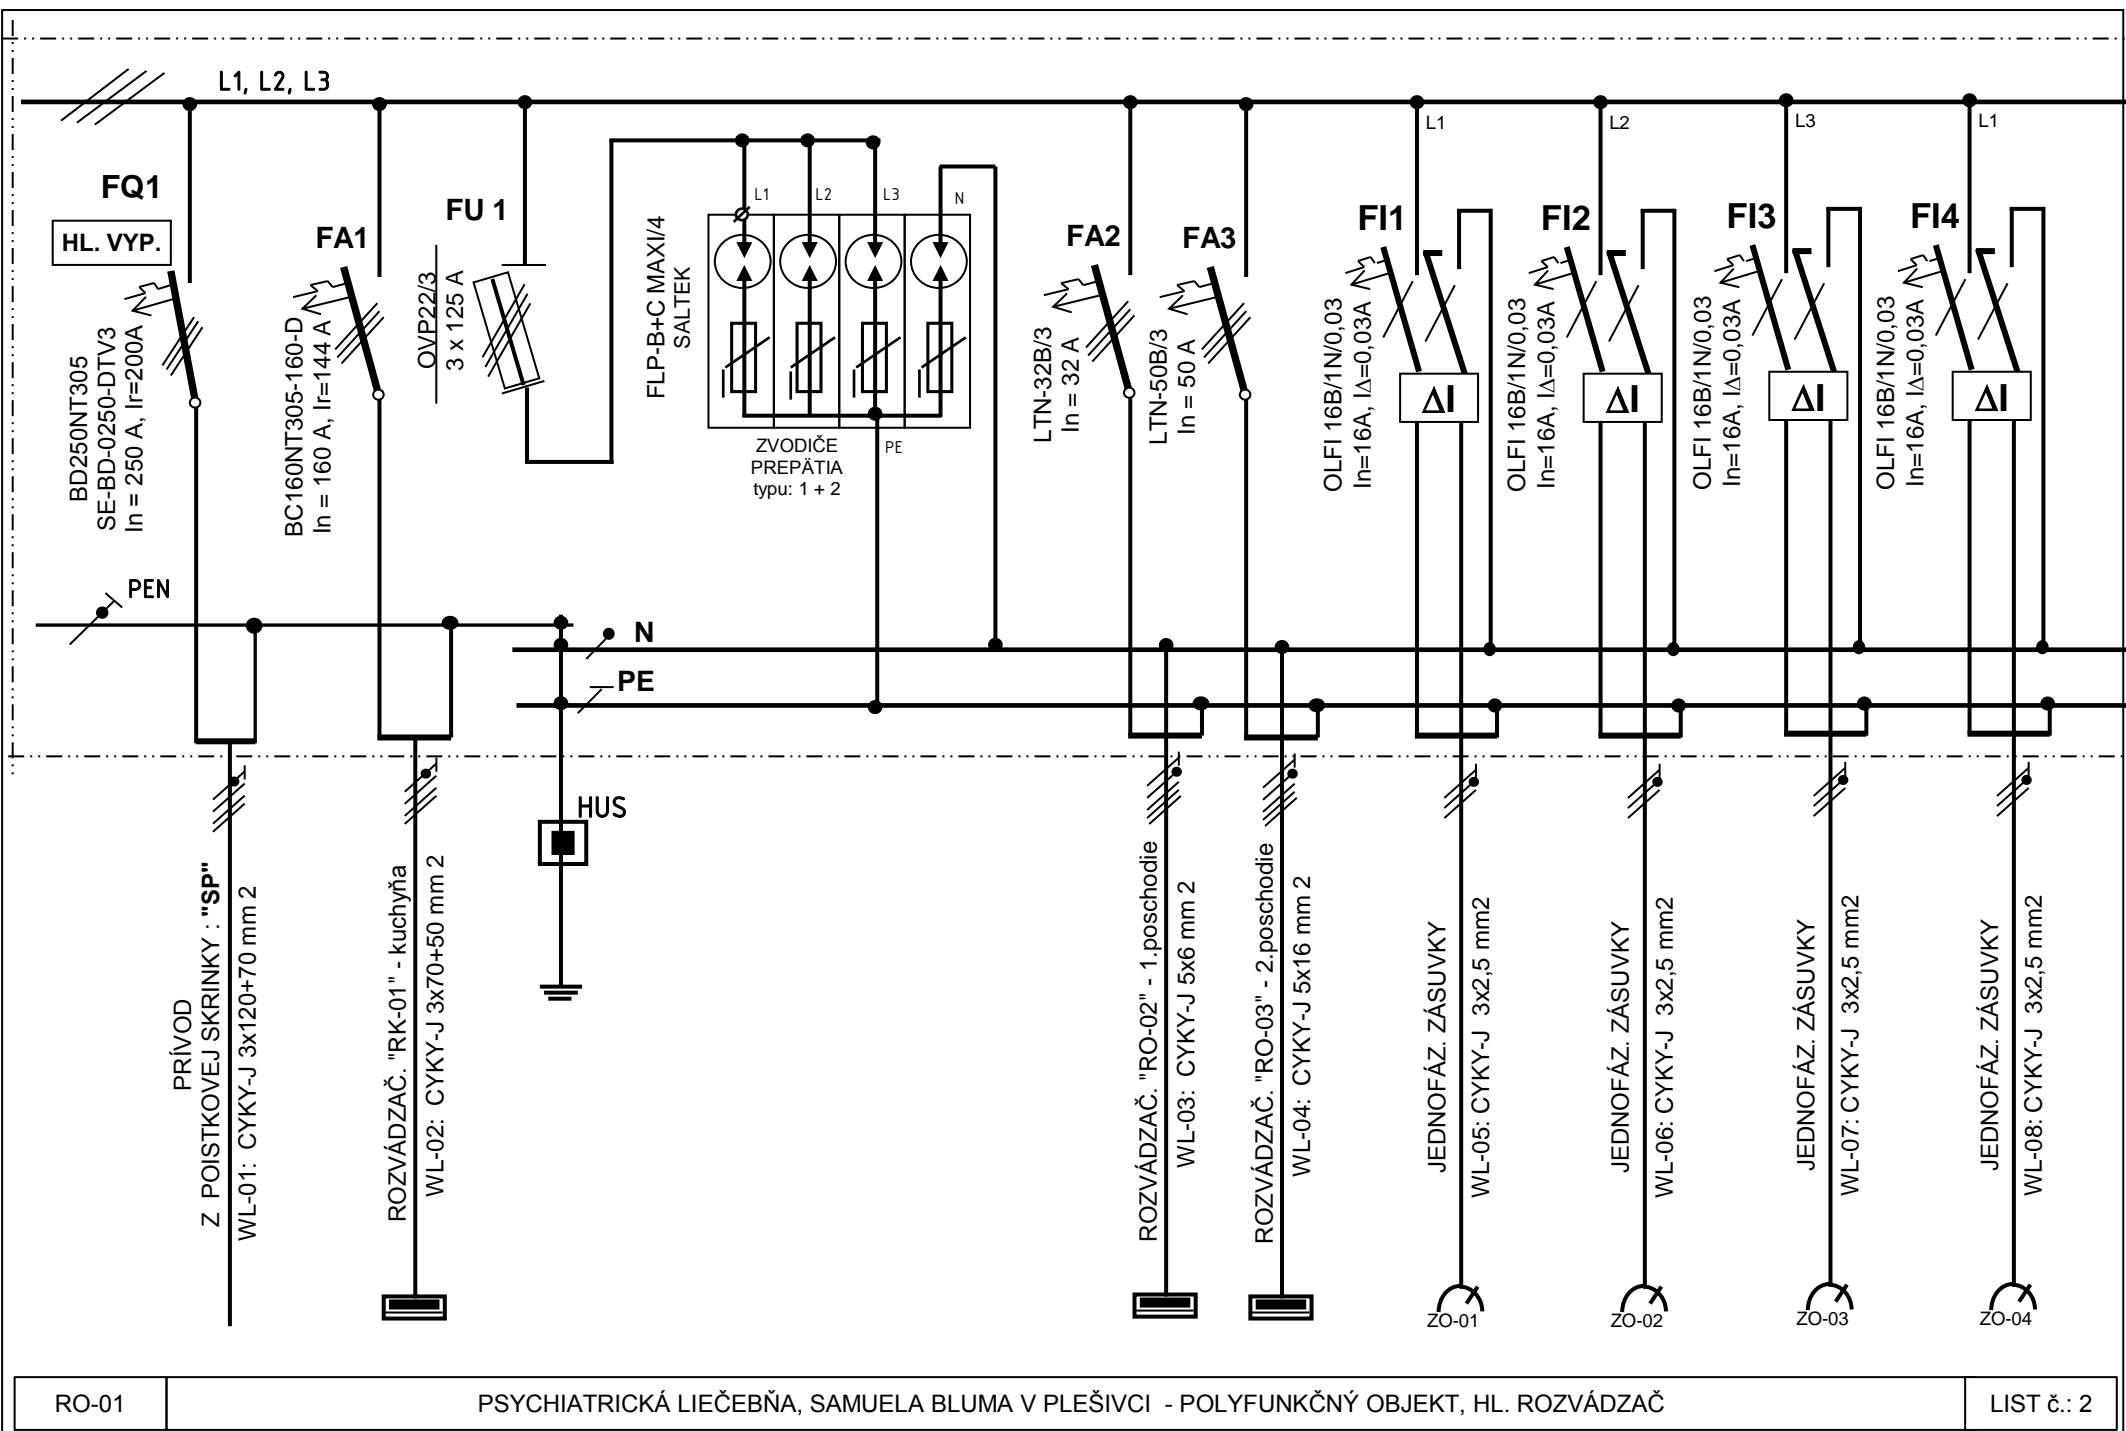 L1, L2, L3
FQ1
HL. VYP.
BD250NT305
SE-BD-0250-DTV3
In = 250 A, Ir=200A
FA1
BC160NT305-160-D
In = 160 A, Ir=144 A
FU 1
OVP22/3
3 x 125 A
FLP-B+C MAXI/4
SALTEK
L1
L2
L3
N
ZVODIČE
PREPÄTIA
typu: 1 + 2
PE
FA2
LTN-32B/3
In = 32 A
FA3
LTN-50B/3
In = 50 A
L1
FI1
OLFI 16B/1N/0,03
In=16A, I∆=0,03A
ΔI
L2
FI2
OLFI 16B/1N/0,03
In=16A, I∆=0,03A
ΔI
L3
FI3
OLFI 16B/1N/0,03
In=16A, I∆=0,03A
ΔI
L1
FI4
OLFI 16B/1N/0,03
In=16A, I∆=0,03A
ΔI
PEN
N
PE
HUS
PRÍVOD
Z POISTKOVEJ SKRINKY : "SP"
WL-01: CYKY-J 3x120+70 mm 2
ROZVÁDZAČ. "RK-01" - kuchyňa
WL-02: CYKY-J 3x70+50 mm 2
ROZVÁDZAČ. "RO-02" - 1.poschodie
WL-03: CYKY-J 5x6 mm 2
ROZVÁDZAČ. "RO-03" - 2.poschodie
WL-04: CYKY-J 5x16 mm 2
JEDNOFÁZ. ZÁSUVKY
WL-05: CYKY-J 3x2,5 mm2
ZO-01
JEDNOFÁZ. ZÁSUVKY
WL-06: CYKY-J 3x2,5 mm2
ZO-02
JEDNOFÁZ. ZÁSUVKY
WL-07: CYKY-J 3x2,5 mm2
ZO-03
JEDNOFÁZ. ZÁSUVKY
WL-08: CYKY-J 3x2,5 mm2
ZO-04
RO-01
PSYCHIATRICKÁ LIEČEBŇA, SAMUELA BLUMA V PLEŠIVCI - POLYFUNKČNÝ OBJEKT, HL. ROZVÁDZAČ
LIST č.: 2